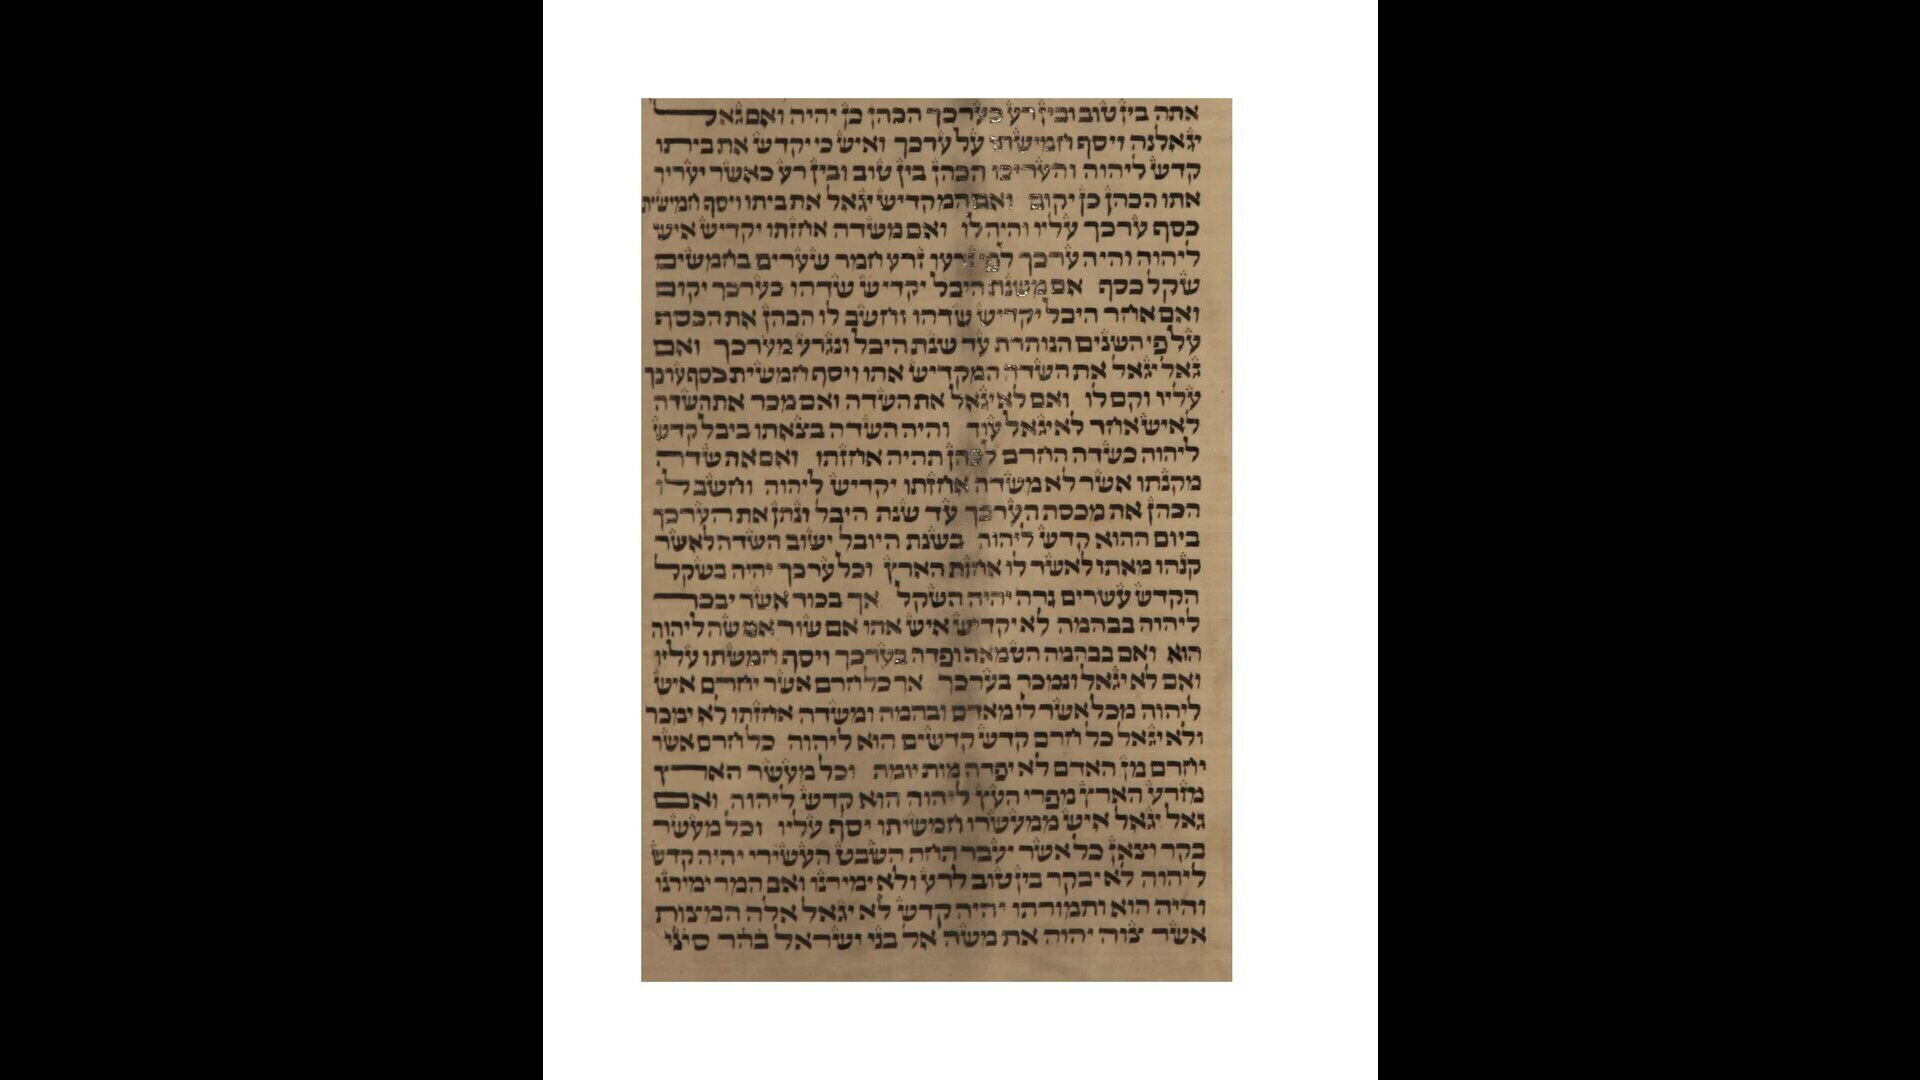 אתה בין טוב ובין רע כערכך הכהן כן יהיה ואם גאל
יגאלנה ויסף חמישתו על ערכך ואיש כי יקדש את ביתו
קדש ליהוה והעריכו הכהן בין טוב ובין רע כאשר יעריך
אתו הכהן כן יקום ואם המקדיש יגאל את ביתו ויסף חמישית
כסף ערכך עליו והיה לו ואם משדה אחזתו יקדיש איש
ליהוה והיה ערכך לפי זרעו זרע חמר שערים בחמשים
שקל כסף אם משנת היבל יקדיש שדהו כערכך יקום
ואם אחר היבל יקדיש שדהו וחשב לו הכהן את הכסף
על פי השנים הנותרת עד שנת היבל ונגרע מערכך ואם
גאל יגאל את השדה המקדיש אתו ויסף חמשית כסף ערכך
עליו וקם לו ואם לא יגאל את השדה ואם מכר את השדה
לאיש אחר לא יגאל עוד והיה השדה בצאתו ביבל קדש
ליהוה כשדה החרם לכהן תהיה אחזתו ואם את שדה
מקנתו אשר לא משדה אחזתו יקדיש ליהוה וחשב לו
הכהן את מכסת הערכך עד שנת היבל ונתן את הערכך
ביום ההוא קדש ליהוה בשנת היובל ישוב השדה לאשר
קנהו מאתו לאשר לו אחזת הארץ וכל ערכך יהיה בשקל
הקדש עשרים גרה יהיה השקל אך בכור אשר יבכר
ליהוה בבהמה לא יקדיש איש אתו אם שור אם שה ליהוה
הוא ואם בבהמה הטמאה ופדה בערכך ויסף חמשתו עליו
ואם לא יגאל ונמכר בערכך אך כל חרם אשר יחרם איש
ליהוה מכל אשר לו מאדם ובהמה ומשדה אחזתו לא ימכר
ולא יגאל כל חרם קדש קדשים הוא ליהוה כל חרם אשר
יחרם מן האדם לא יפדה מות יומת וכל מעשר הארץ
מזרע הארץ מפרי העץ ליהוה הוא קדש ליהוה ואם
גאל יגאל איש ממעשרו חמשיתו יסף עליו וכל מעשר
בקר וצאן כל אשר יעבר תחת השבט העשירי יהיה קדש
ליהוה לא יבקר בין טוב לרע ולא ימירנו ואם המר ימירנו
והיה הוא ותמורתו יהיה קדש לא יגאל אלה המצות
אשר צוה יהוה את משה אל בני ישראל בהר סיני